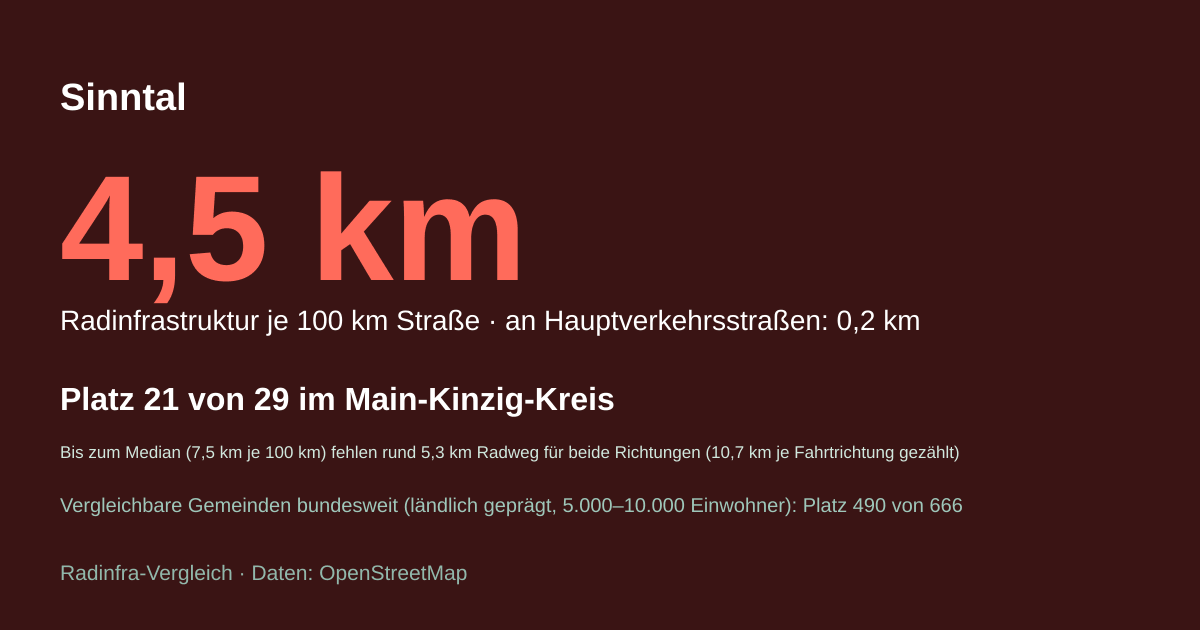 Sinntal
4,5 km
Radinfrastruktur je 100 km Straße · an Hauptverkehrsstraßen: 0,2 km
Platz 21 von 29 im Main-Kinzig-Kreis
Bis zum Median (7,5 km je 100 km) fehlen rund 5,3 km Radweg für beide Richtungen (10,7 km je Fahrtrichtung gezählt)
Vergleichbare Gemeinden bundesweit (ländlich geprägt, 5.000–10.000 Einwohner): Platz 490 von 666
Radinfra-Vergleich · Daten: OpenStreetMap